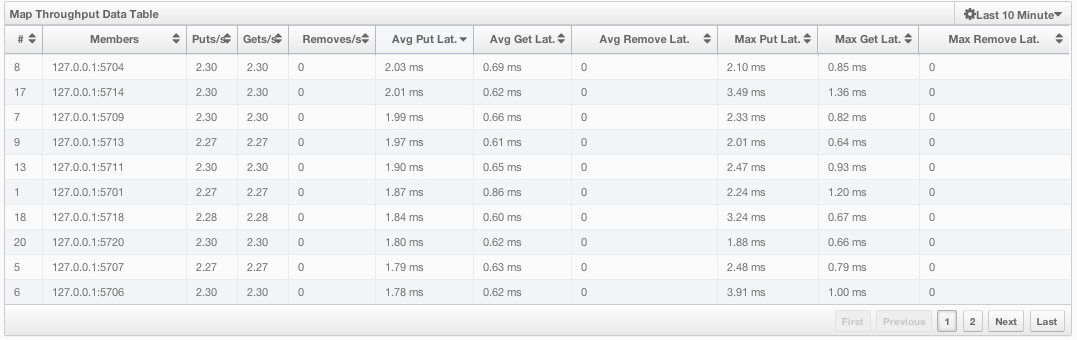 Map Throughput Data Table Last 10 Minute
# Members Puts/s Gets/s Removes/s Avg Put Lat. Avg Get Lat. Avg Remove Lat. Max Put Lat. Max Get Lat. Max Remove Lat.
8 127.0.0.1:5704 2.30 2.30 0 2.03 ms 0.69 ms 0 2.10 ms 0.85 ms 0
17 127.0.0.1:5714 2.30 2.30 0 2.01 ms 0.62 ms 0 3.49 ms 1.36 ms 0
7 127.0.0.1:5709 2.30 2.30 0 1.99 ms 0.66 ms 0 2.33 ms 0.82 ms 0
9 127.0.0.1:5713 2.27 2.27 0 1.97 ms 0.61 ms 0 2.01 ms 0.64 ms 0
13 127.0.0.1:5711 2.30 2.30 0 1.90 ms 0.65 ms 0 2.47 ms 0.93 ms 0
1 127.0.0.1:5701 2.27 2.27 0 1.87 ms 0.86 ms 0 2.24 ms 1.20 ms 0
18 127.0.0.1:5718 2.28 2.28 0 1.84 ms 0.60 ms 0 3.24 ms 0.67 ms 0
20 127.0.0.1:5720 2.30 2.30 0 1.80 ms 0.62 ms 0 1.88 ms 0.66 ms 0
5 127.0.0.1:5707 2.27 2.27 0 1.79 ms 0.63 ms 0 2.48 ms 0.79 ms 0
6 127.0.0.1:5706 2.30 2.30 0 1.78 ms 0.62 ms 0 3.91 ms 1.00 ms 0
First Previous 1 2 Next Last